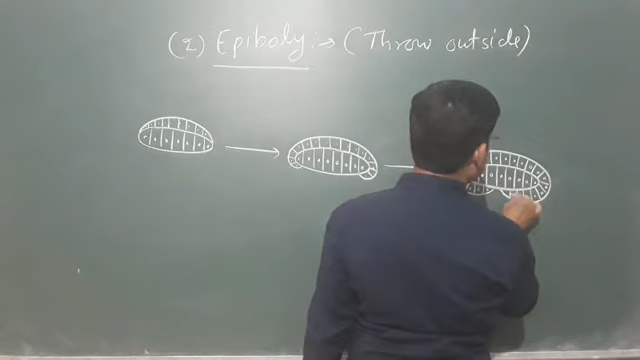 (2) Epiboly :→ (Throw outside)